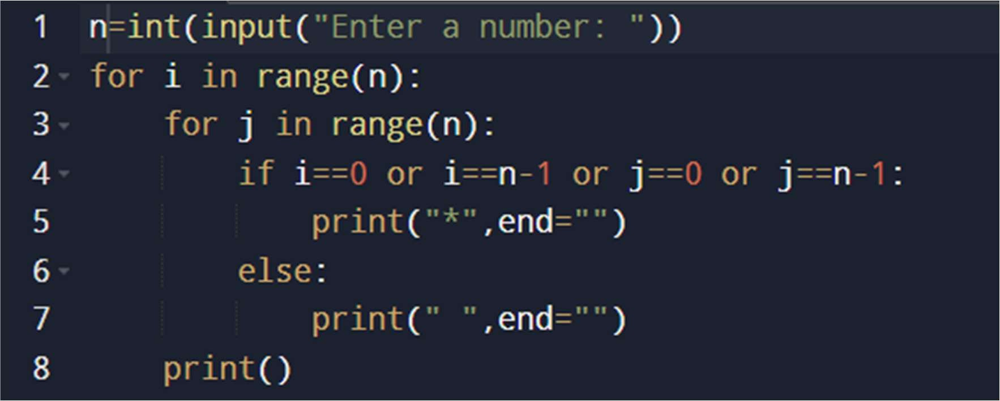 1 n=int(input("Enter a number: "))
2 for i in range(n):
3     for j in range(n):
4         if i==0 or i==n-1 or j==0 or j==n-1:
5             print("*",end="")
6         else:
7             print(" ",end="")
8     print()